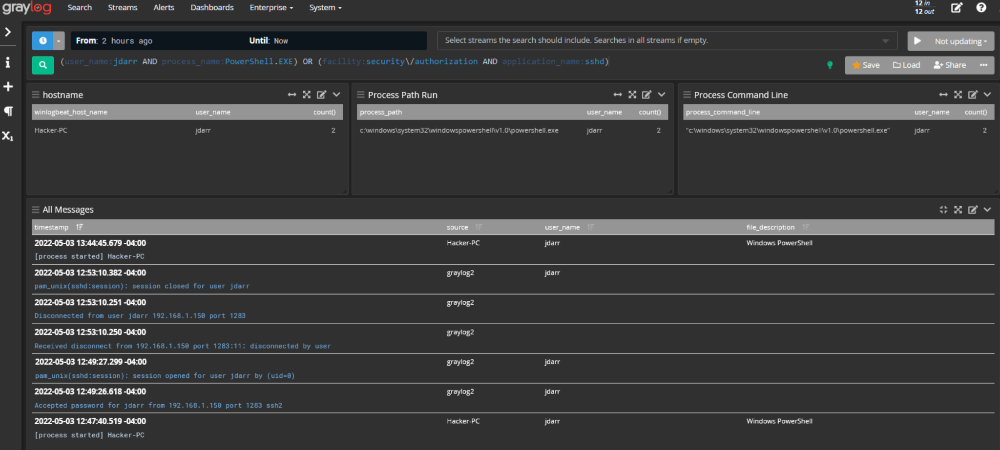 graylog Search Streams Alerts Dashboards Enterprise System 12 in
12 out
From: 2 hours ago Until: Now Select streams the search should include. Searches in all streams if empty. Not updating
(user_name:jdarr AND process_name:PowerShell.EXE) OR (facility:security\/authorization AND application_name:sshd) Save Load Share
hostname
winlogbeat_host_name user_name count()
Hacker-PC jdarr 2
Process Path Run
process_path user_name count()
c:\windows\system32\windowspowershell\v1.0\powershell.exe jdarr 2
Process Command Line
process_command_line user_name count()
"c:\windows\system32\windowspowershell\v1.0\powershell.exe" jdarr 2
All Messages
timestamp source user_name file_description
2022-05-03 13:44:45.679 -04:00 Hacker-PC jdarr Windows PowerShell
[process started] Hacker-PC
2022-05-03 12:53:10.382 -04:00 graylog2 jdarr
pam_unix(sshd:session): session closed for user jdarr
2022-05-03 12:53:10.251 -04:00 graylog2
Disconnected from user jdarr 192.168.1.150 port 1283
2022-05-03 12:53:10.250 -04:00 graylog2
Received disconnect from 192.168.1.150 port 1283:11: disconnected by user
2022-05-03 12:49:27.299 -04:00 graylog2 jdarr
pam_unix(sshd:session): session opened for user jdarr by (uid=0)
2022-05-03 12:49:26.618 -04:00 graylog2 jdarr
Accepted password for jdarr from 192.168.1.150 port 1283 ssh2
2022-05-03 12:47:40.519 -04:00 Hacker-PC jdarr Windows PowerShell
[process started] Hacker-PC